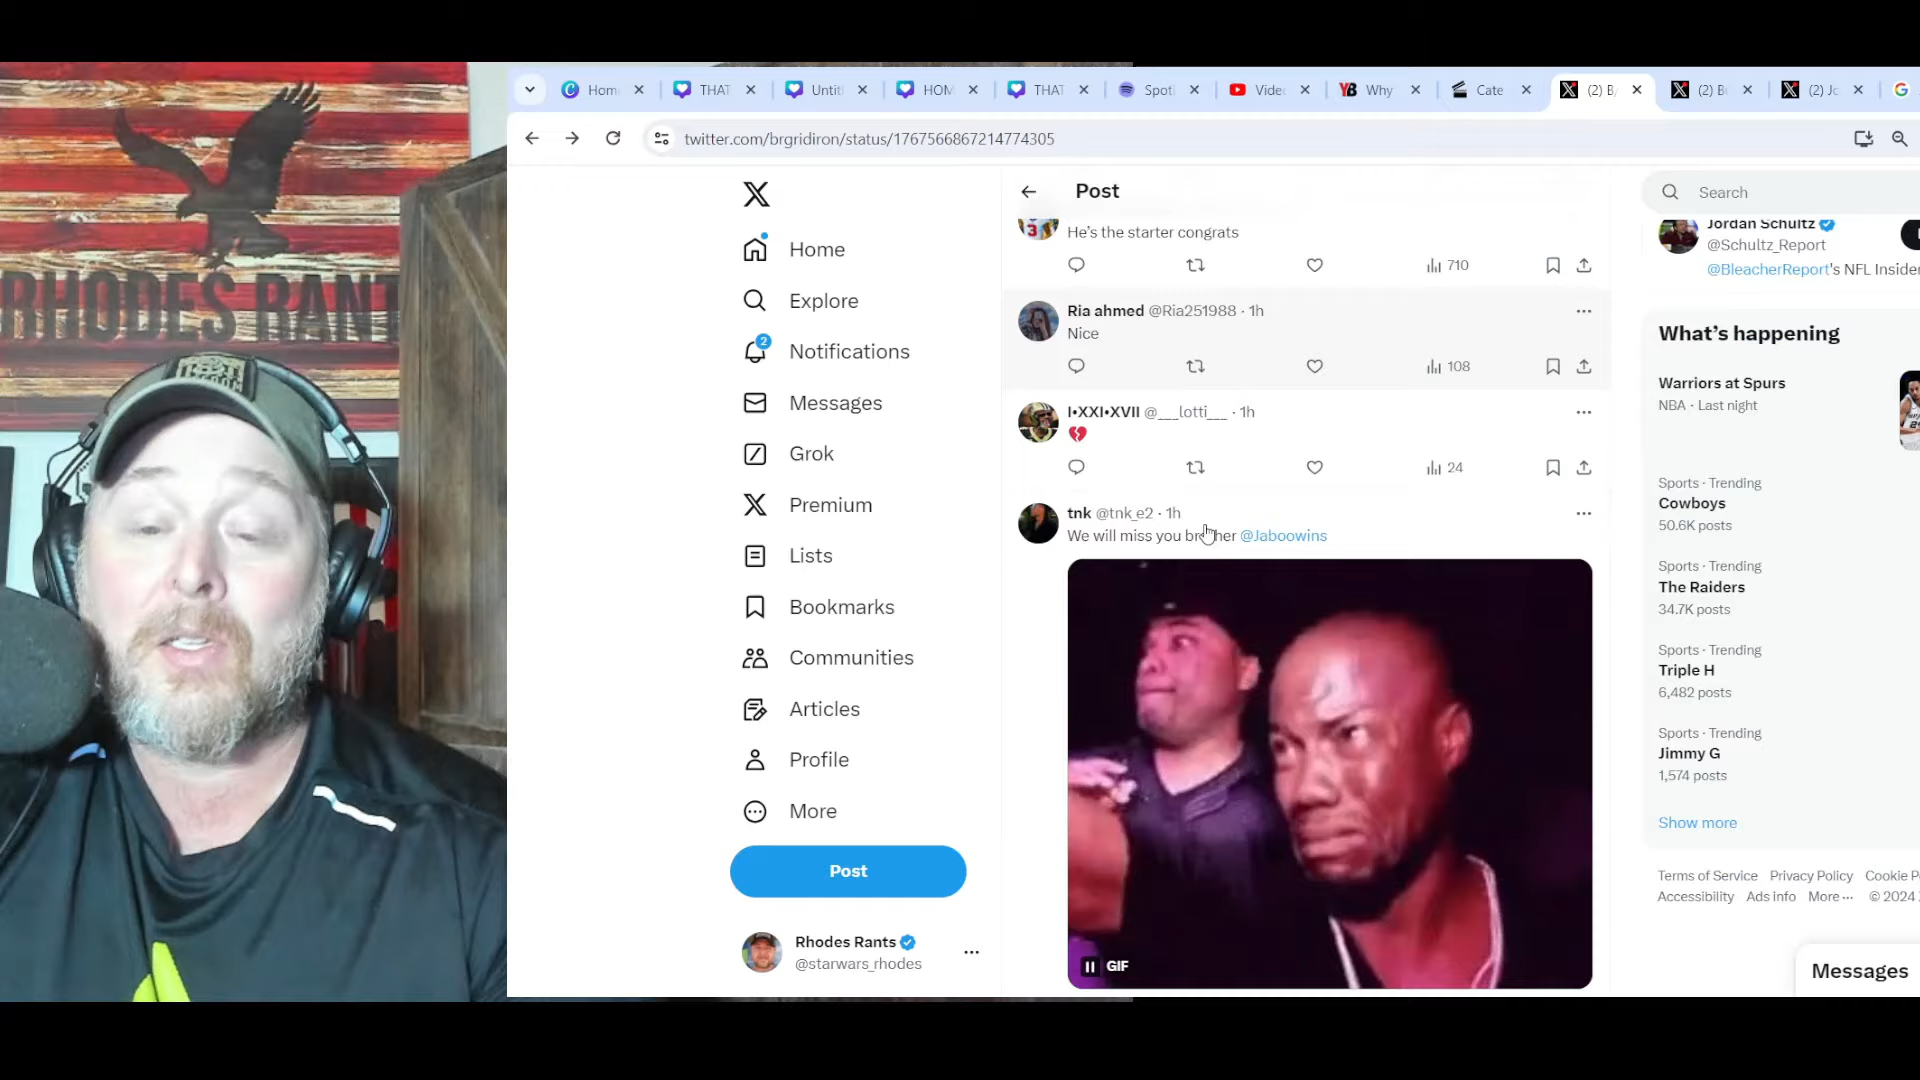 RHODES RANT
Home
THAT
Untit
HOM
THAT
Spoti
Vide
Why
Cate
(2) B
(2) B
(2) Jc
twitter.com/brgridiron/status/1767566867214774305
Home
Explore
2
Notifications
Messages
Grok
Premium
Lists
Bookmarks
Communities
Articles
Profile
More
Post
Rhodes Rants
@starwars_rhodes
Post
He's the starter congrats
710
Ria ahmed @Ria251988 · 1h
Nice
108
I•XXI•XVII @___lotti___ · 1h
24
tnk @tnk_e2 · 1h
We will miss you brother @Jaboowins
GIF
Search
Jordan Schultz
@Schultz_Report
@BleacherReport's NFL Insider
What's happening
Warriors at Spurs
NBA · Last night
Sports · Trending
Cowboys
50.6K posts
Sports · Trending
The Raiders
34.7K posts
Sports · Trending
Triple H
6,482 posts
Sports · Trending
Jimmy G
1,574 posts
Show more
Terms of Service Privacy Policy Cookie P
Accessibility Ads info More ··· © 2024
Messages